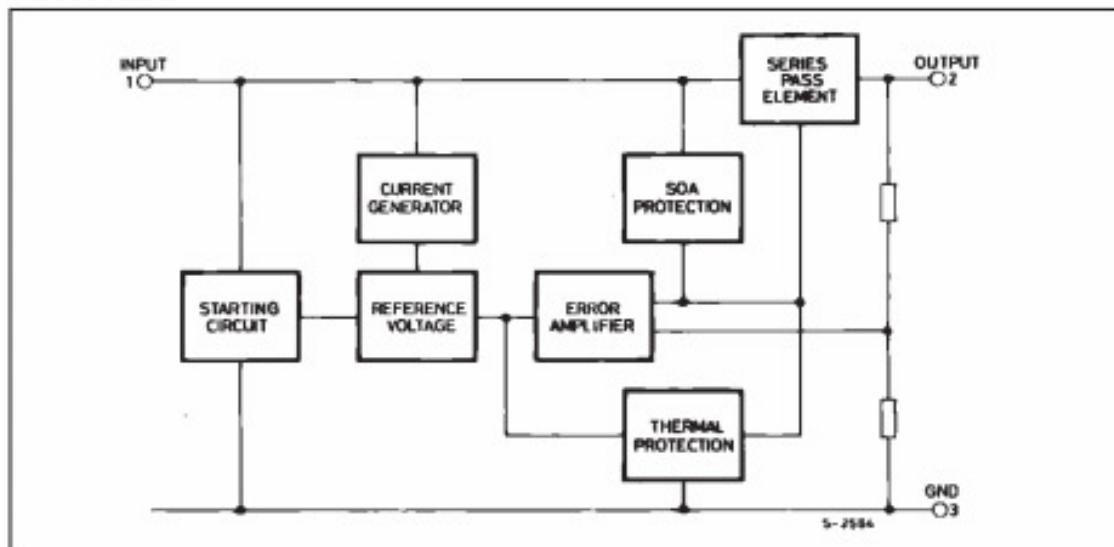 INPUT
1
SERIES
PASS
ELEMENT
OUTPUT
2
CURRENT
GENERATOR
SOA
PROTECTION
STARTING
CIRCUIT
REFERENCE
VOLTAGE
ERROR
AMPLIFIER
THERMAL
PROTECTION
GND
3
S-2584